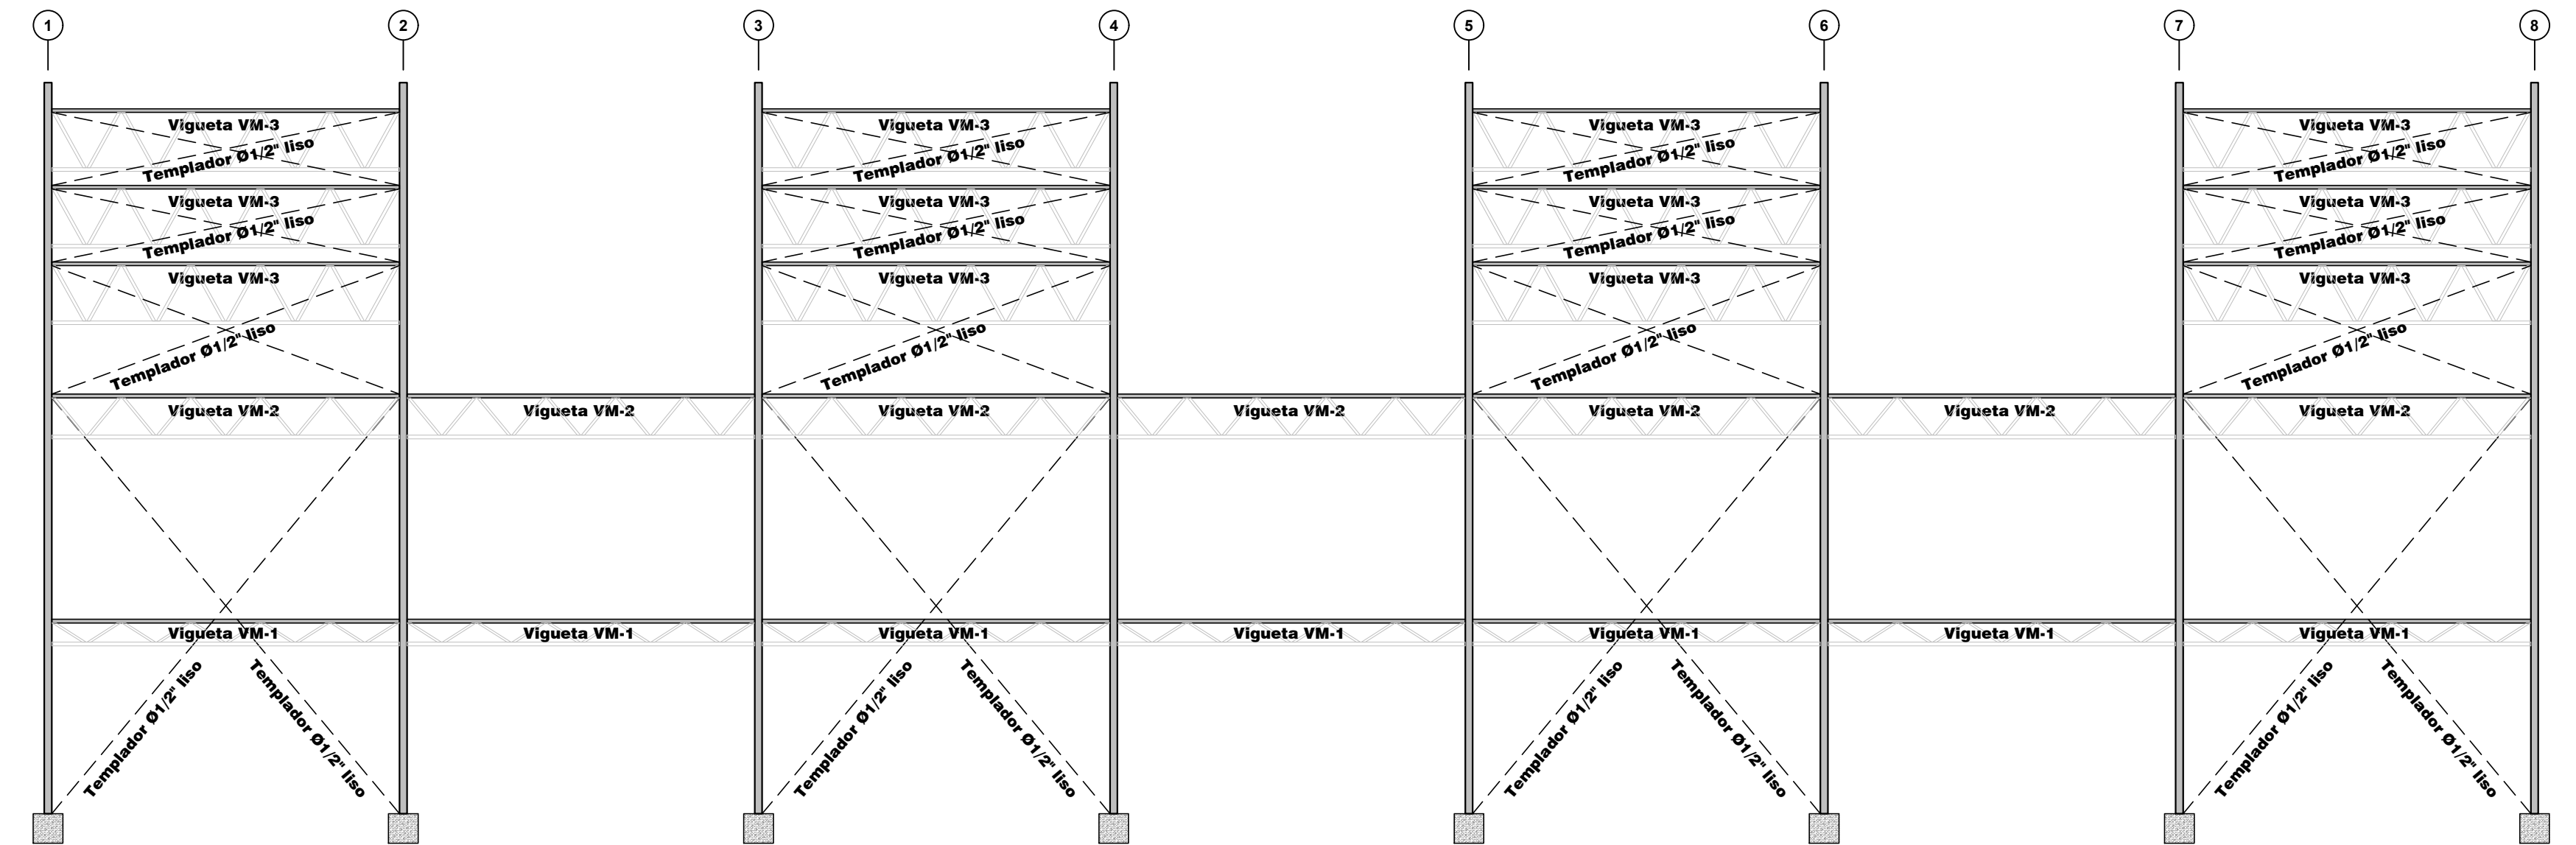 1
2
3
4
5
6
7
8
Vigueta VM-3
Vigueta VM-3
Vigueta VM-3
Vigueta VM-3
Templador Ø1/2" liso
Templador Ø1/2" liso
Templador Ø1/2" liso
Templador Ø1/2" liso
Vigueta VM-3
Vigueta VM-3
Vigueta VM-3
Vigueta VM-3
Templador Ø1/2" liso
Templador Ø1/2" liso
Templador Ø1/2" liso
Templador Ø1/2" liso
Vigueta VM-3
Vigueta VM-3
Vigueta VM-3
Vigueta VM-3
Templador Ø1/2" liso
Templador Ø1/2" liso
Templador Ø1/2" liso
Templador Ø1/2" liso
Vigueta VM-2
Vigueta VM-2
Vigueta VM-2
Vigueta VM-2
Vigueta VM-2
Vigueta VM-2
Vigueta VM-2
Vigueta VM-1
Vigueta VM-1
Vigueta VM-1
Vigueta VM-1
Vigueta VM-1
Vigueta VM-1
Vigueta VM-1
Templador Ø1/2" liso
Templador Ø1/2" liso
Templador Ø1/2" liso
Templador Ø1/2" liso
Templador Ø1/2" liso
Templador Ø1/2" liso
Templador Ø1/2" liso
Templador Ø1/2" liso